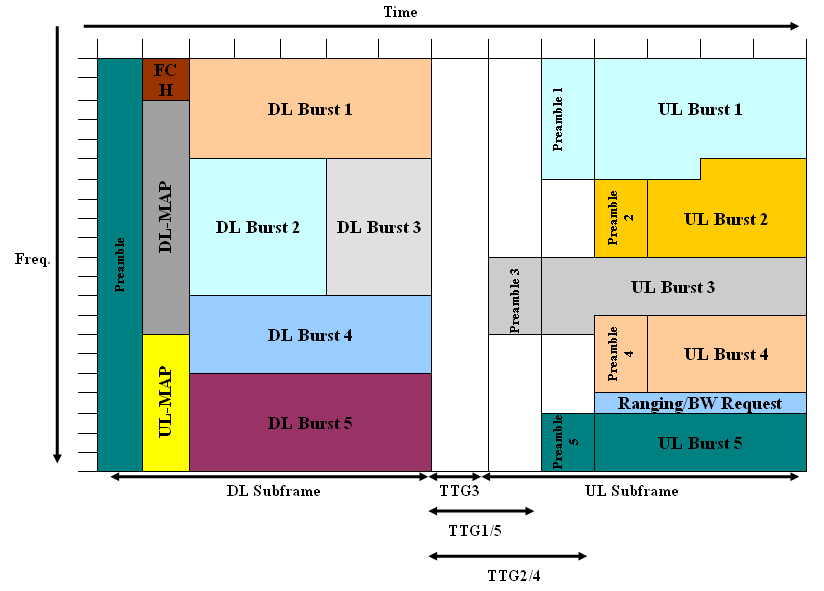 Time
FC
H
DL Burst 1
Preamble 1
UL Burst 1
DL-MAP
Preamble
DL Burst 2
DL Burst 3
Preamble
2
UL Burst 2
Freq.
Preamble 3
UL Burst 3
DL Burst 4
Preamble
4
UL Burst 4
UL-MAP
Ranging/BW Request
DL Burst 5
Preamble
5
UL Burst 5
DL Subframe
TTG3
UL Subframe
TTG1/5
TTG2/4